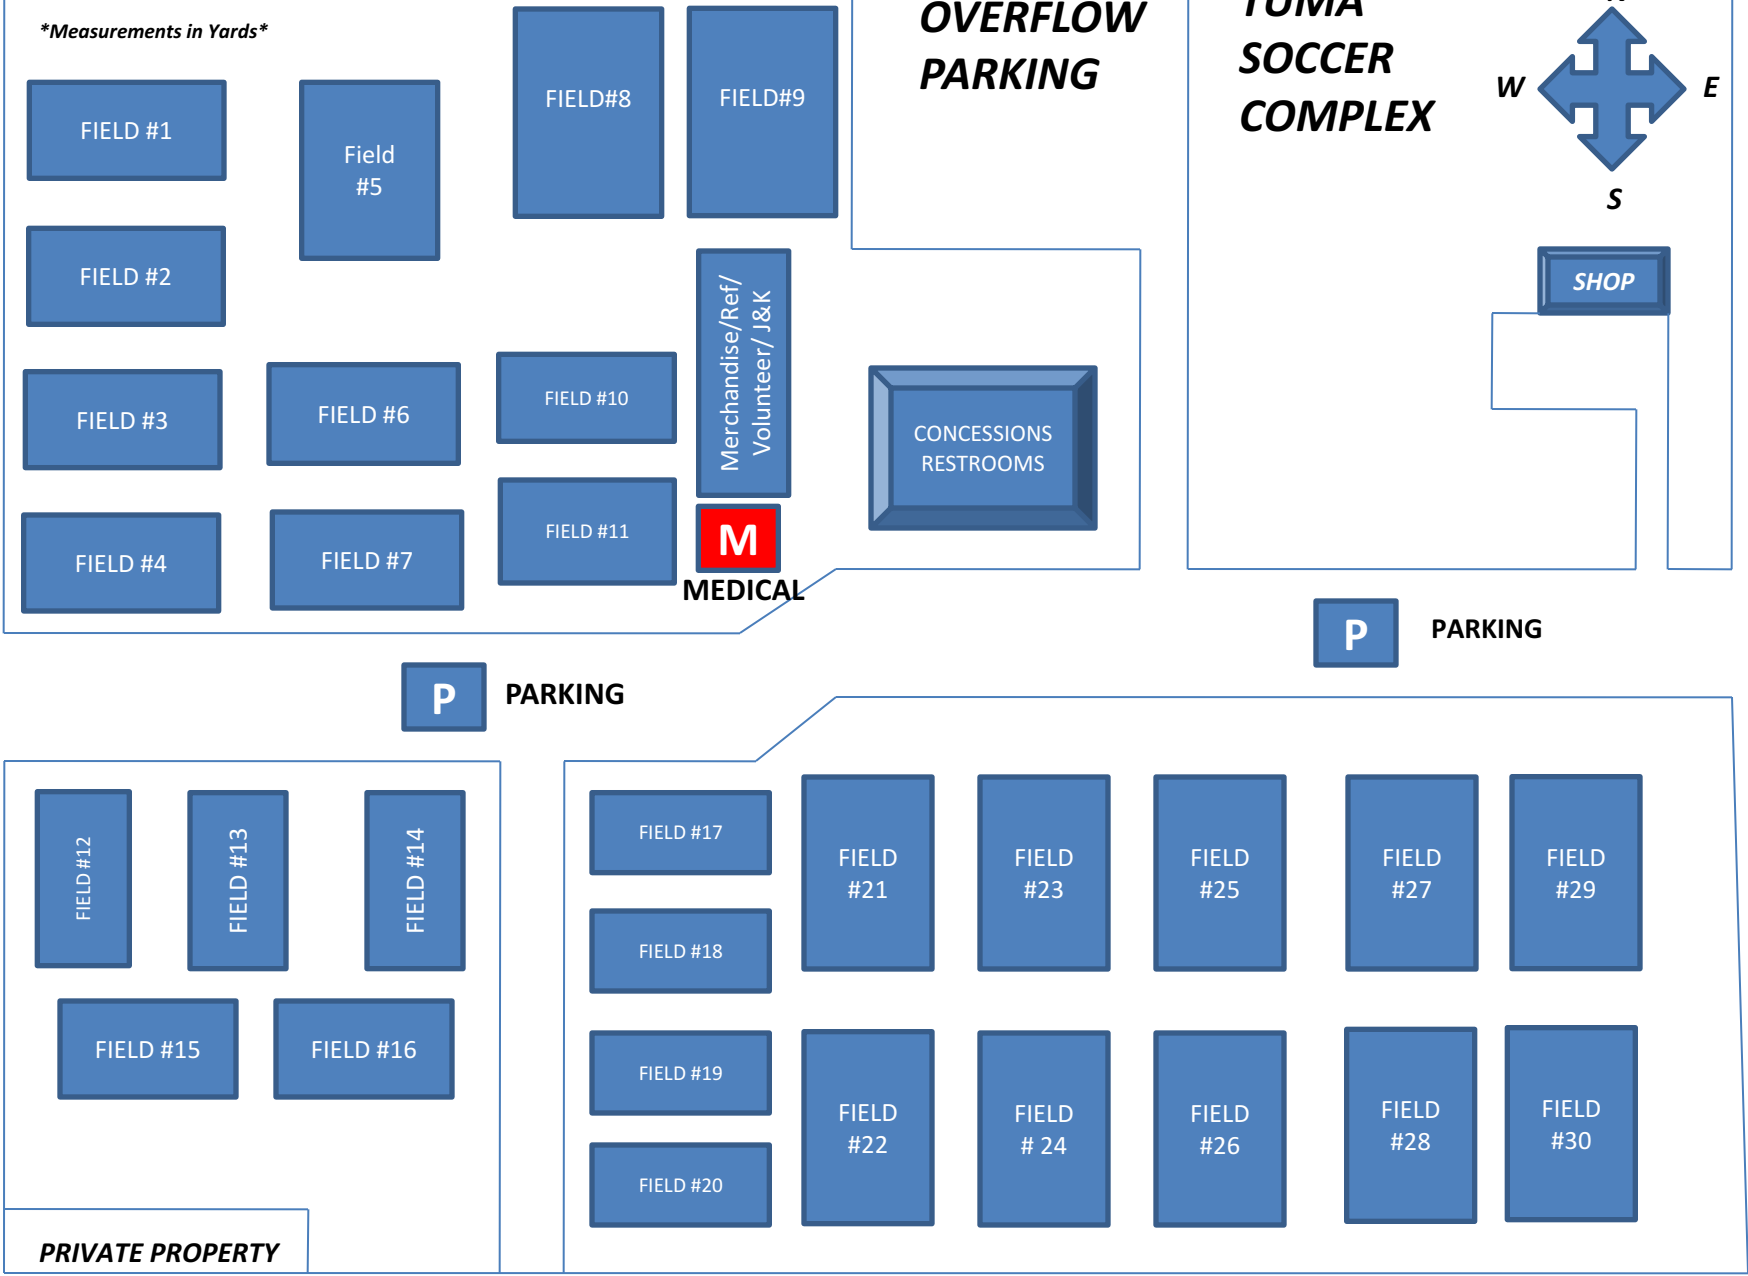 *Measurements in Yards*
OVERFLOW
PARKING
SOCCER
COMPLEX
W
E
S
FIELD #1
Field
#5
FIELD#8
FIELD#9
FIELD #2
SHOP
Merchandise/Ref/
Volunteer/ J&K
FIELD #3
FIELD #6
FIELD #10
CONCESSIONS
RESTROOMS
FIELD #4
FIELD #7
FIELD #11
M
MEDICAL
P
PARKING
P
PARKING
FIELD #12
FIELD #13
FIELD #14
FIELD #15
FIELD #16
FIELD #17
FIELD #18
FIELD #19
FIELD #20
FIELD
#21
FIELD
#23
FIELD
#25
FIELD
#27
FIELD
#29
FIELD
#22
FIELD
# 24
FIELD
#26
FIELD
#28
FIELD
#30
PRIVATE PROPERTY